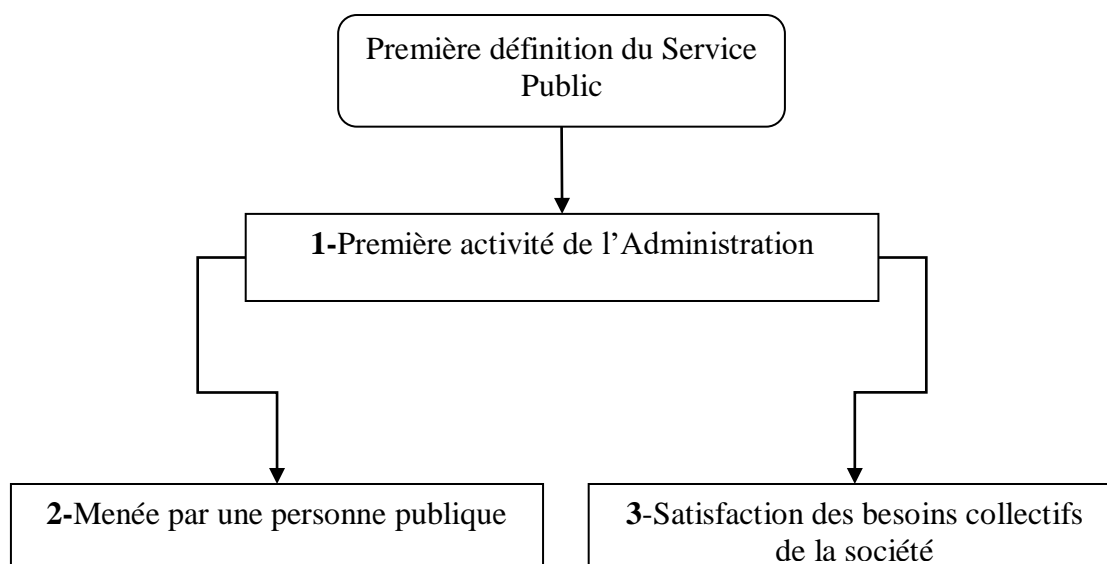 Première définition du Service
Public
1-Première activité de l’Administration
2-Menée par une personne publique
3-Satisfaction des besoins collectifs
de la société